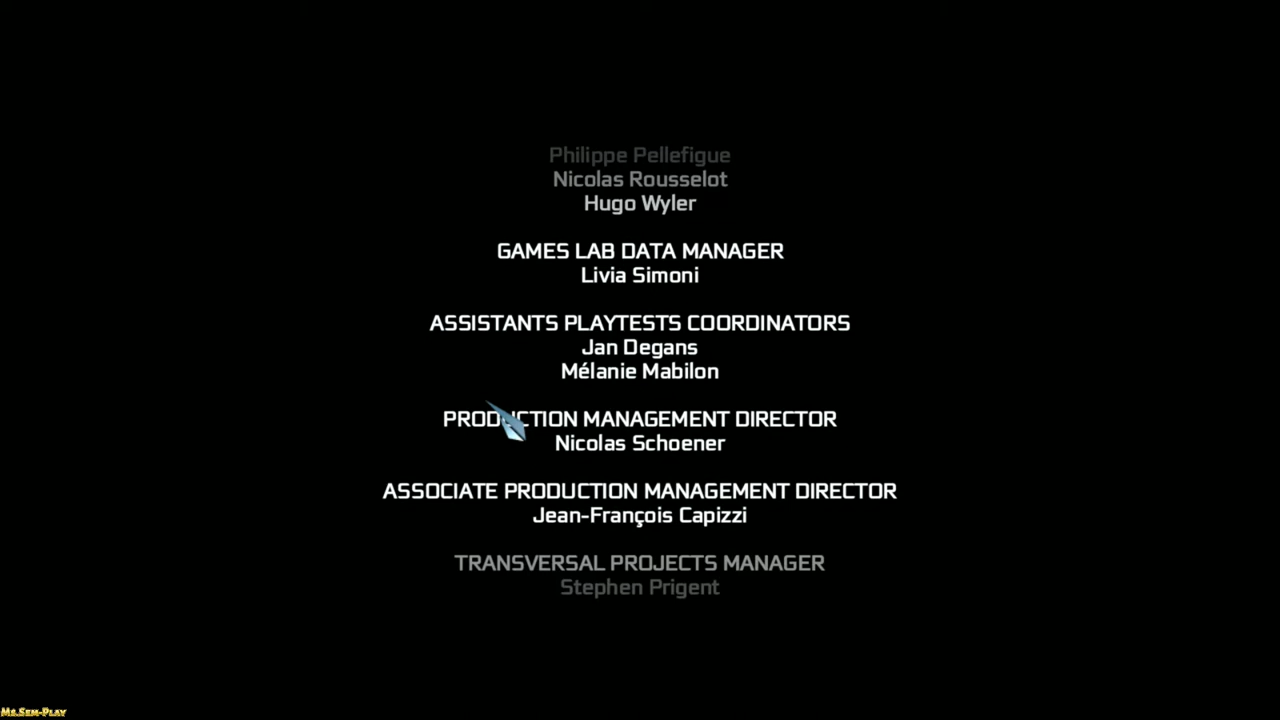 Philippe Pellefigue
Nicolas Rousselot
Hugo Wyler
GAMES LAB DATA MANAGER
Livia Simoni
ASSISTANTS PLAYTESTS COORDINATORS
Jan Degans
Mélanie Mabilon
PRODUCTION MANAGEMENT DIRECTOR
Nicolas Schoener
ASSOCIATE PRODUCTION MANAGEMENT DIRECTOR
Jean-François Capizzi
TRANSVERSAL PROJECTS MANAGER
Stephen Prigent
Ms.Sem-Play